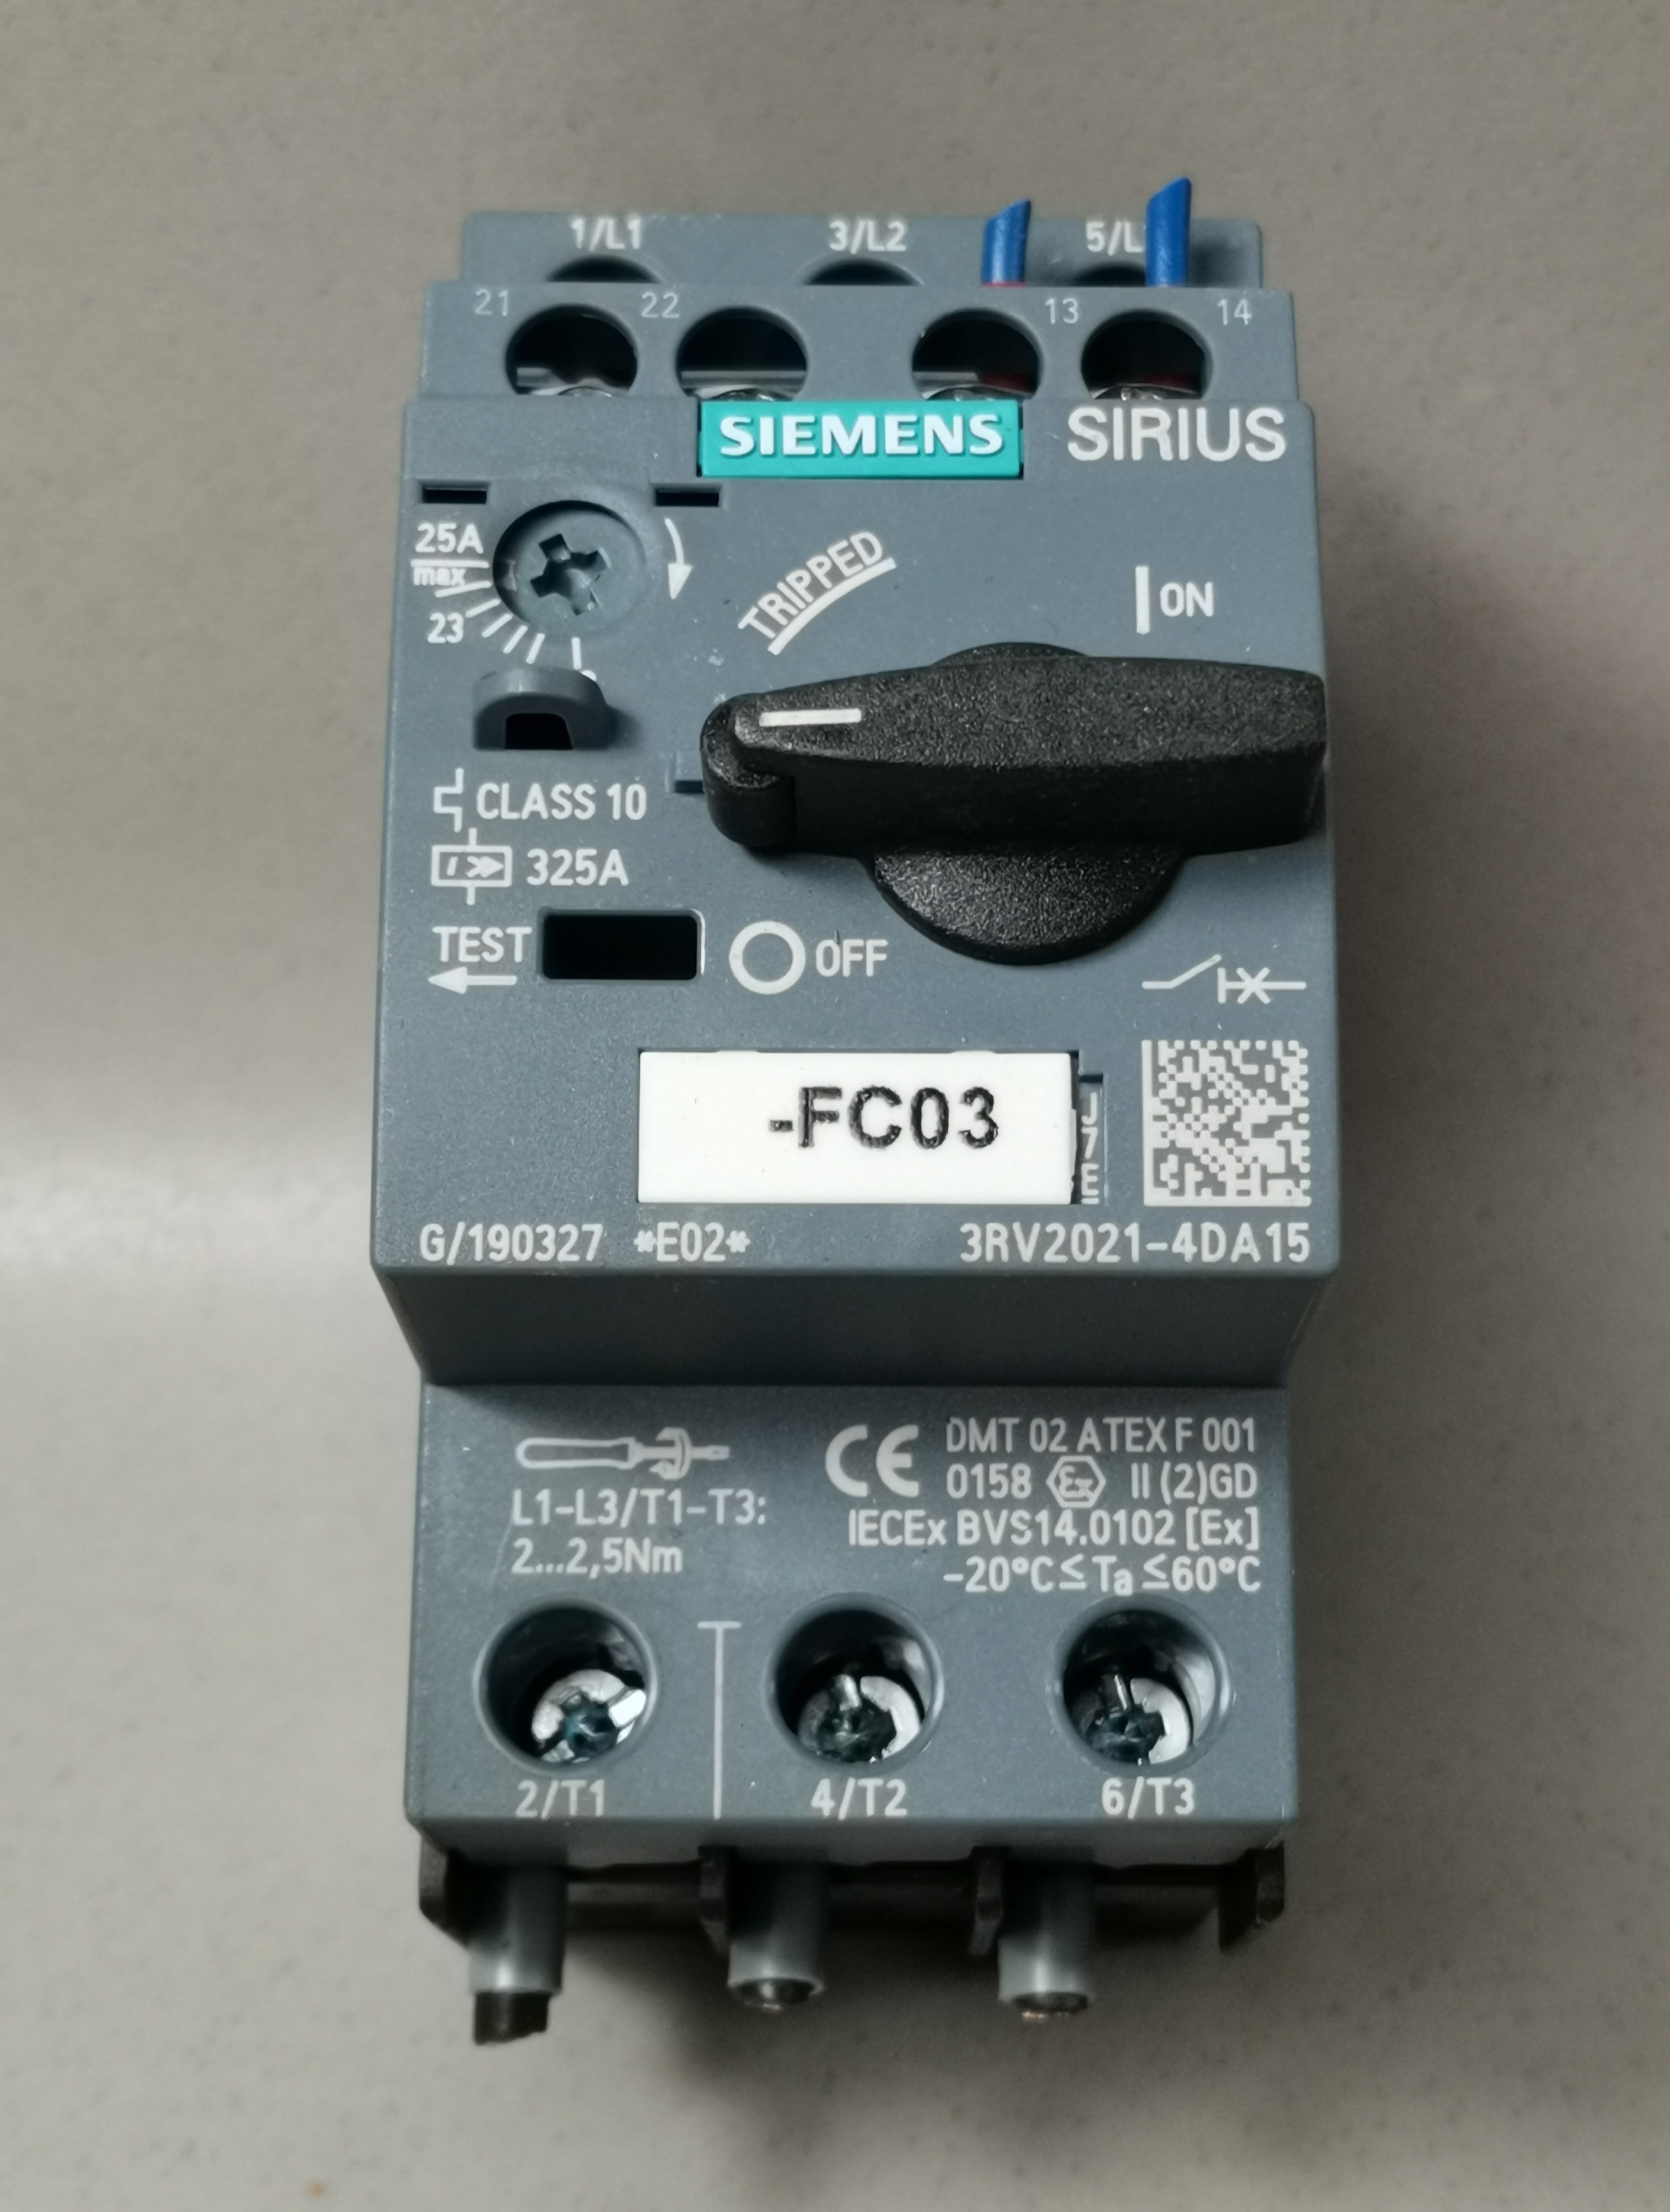 1/L1 3/L2 5/L
21 22 13 14
SIEMENS SIRIUS
25A
max
23
TRIPPED
ON
CLASS 10
I>> 325A
TEST
OFF
-FC03
J
7
E
G/190327 *E02* 3RV2021-4DA15
CE DMT 02 ATEX F 001
0158 Ex II (2)GD
IECEx BVS14.0102 [Ex]
-20°C≤Ta≤60°C
L1-L3/T1-T3:
2...2,5Nm
2/T1 4/T2 6/T3